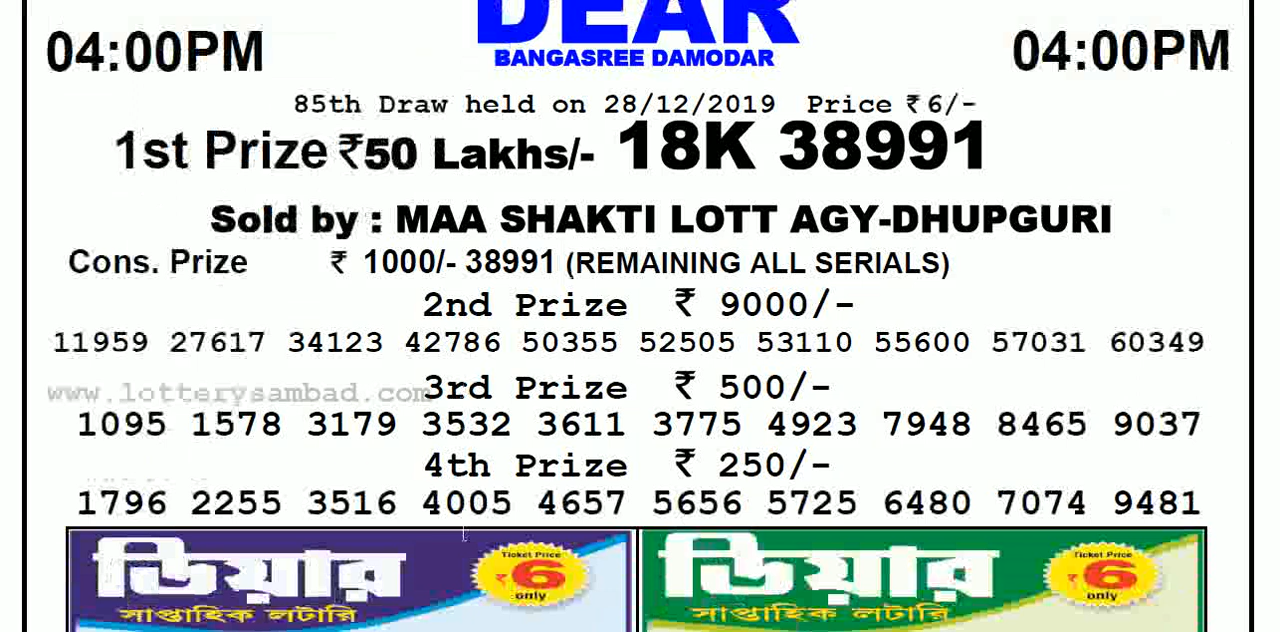 DEAR
04:00PM 04:00PM
BANGASREE DAMODAR
85th Draw held on 28/12/2019 Price ₹ 6/-
1st Prize ₹50 Lakhs/- 18K 38991
Sold by : MAA SHAKTI LOTT AGY-DHUPGURI
Cons. Prize ₹ 1000/- 38991 (REMAINING ALL SERIALS)
2nd Prize ₹ 9000/-
11959 27617 34123 42786 50355 52505 53110 55600 57031 60349
www.lotterysambad.com 3rd Prize ₹ 500/-
1095 1578 3179 3532 3611 3775 4923 7948 8465 9037
4th Prize ₹ 250/-
1796 2255 3516 4005 4657 5656 5725 6480 7074 9481
ডিয়ার
সাপ্তাহিক লটারি
Ticket Price
₹6
only
ডিয়ার
সাপ্তাহিক লটারি
Ticket Price
₹6
only